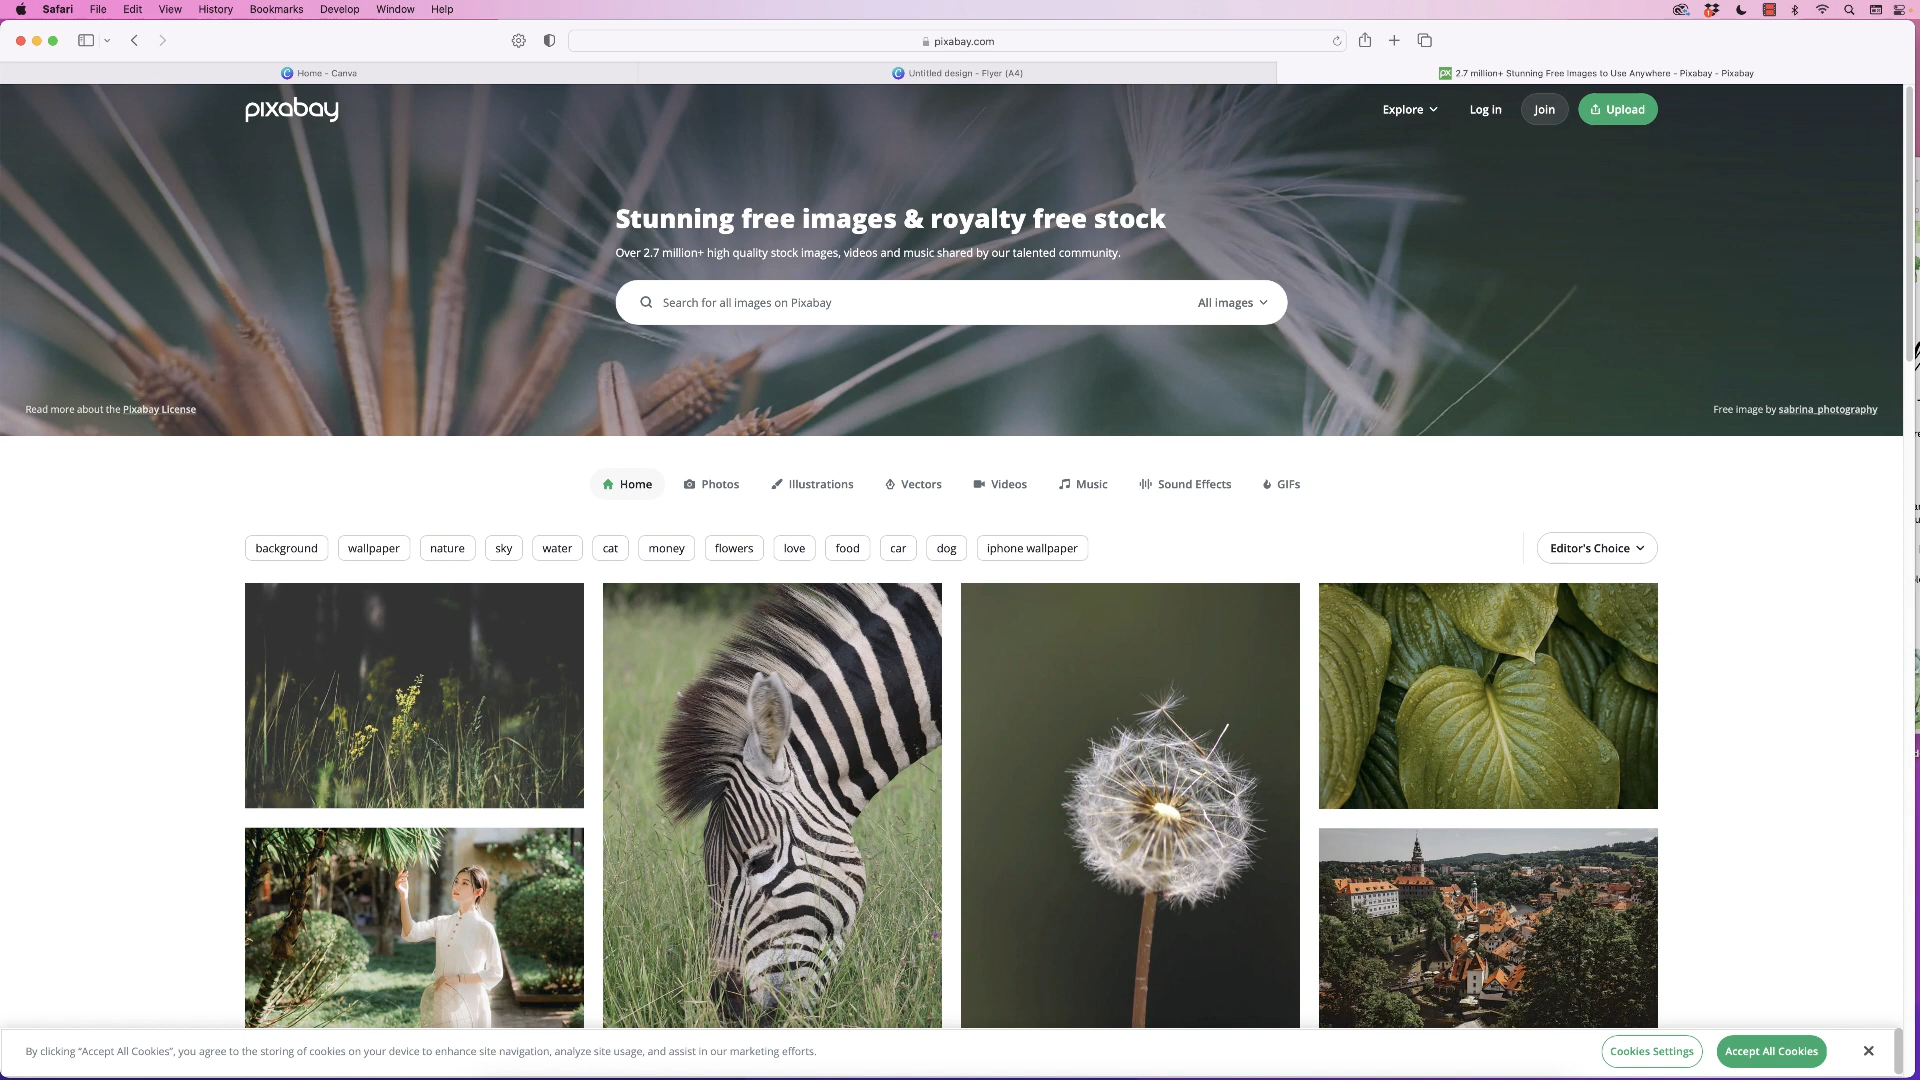 Safari File Edit View History Bookmarks Develop Window Help
pixabay.com
Home - Canva
Untitled design - Flyer (A4)
2.7 million+ Stunning Free Images to Use Anywhere - Pixabay - Pixabay
pixabay
Explore
Log in
Join
Upload
Stunning free images & royalty free stock
Over 2.7 million+ high quality stock images, videos and music shared by our talented community.
Search for all images on Pixabay
All images
Read more about the Pixabay License
Free image by sabrina_photography
Home
Photos
Illustrations
Vectors
Videos
Music
Sound Effects
GIFs
background
wallpaper
nature
sky
water
cat
money
flowers
love
food
car
dog
iphone wallpaper
Editor's Choice
By clicking “Accept All Cookies”, you agree to the storing of cookies on your device to enhance site navigation, analyze site usage, and assist in our marketing efforts.
Cookies Settings
Accept All Cookies